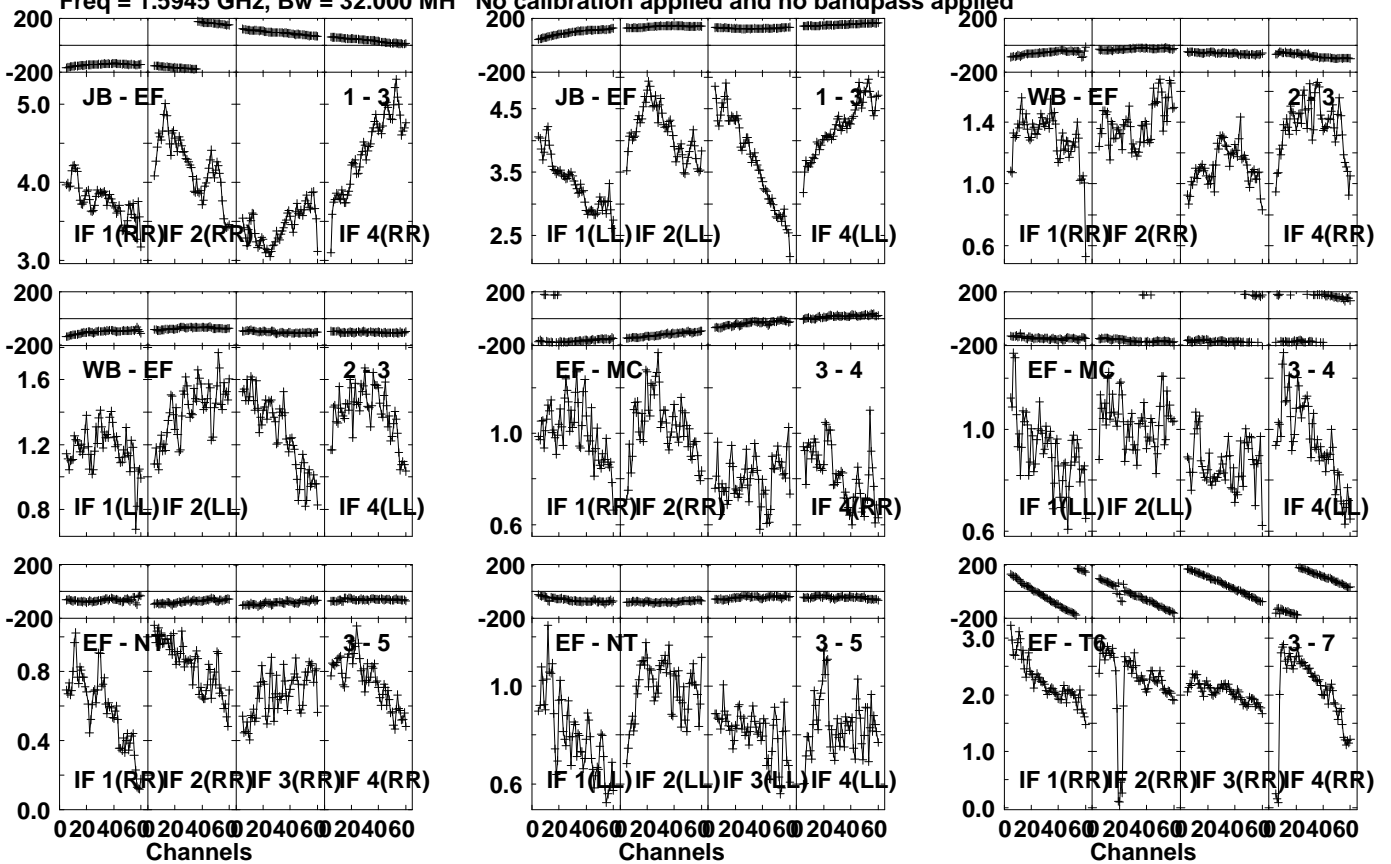 Freq = 1.5945 GHz, Bw = 32.000 MH No calibration applied and no bandpass applied
200
-200
JB - EF 1 - 3
5.0
4.0
3.0
IF 1(RR) IF 2(RR) IF 4(RR)
200
-200
JB - EF 1 - 3
4.5
3.5
2.5
IF 1(LL) IF 2(LL) IF 4(LL)
200
-200
WB - EF 2 - 3
1.4
1.0
0.6
IF 1(RR) IF 2(RR) IF 4(RR)
200
-200
WB - EF 2 - 3
1.6
1.2
0.8
IF 1(LL) IF 2(LL) IF 4(LL)
200
-200
EF - MC 3 - 4
1.0
0.6
IF 1(RR) IF 2(RR) IF 4(RR)
200
-200
EF - MC 3 - 4
1.0
0.6
IF 1(LL) IF 2(LL) IF 4(LL)
200
-200
EF - NT 3 - 5
0.8
0.4
0.0
IF 1(RR) IF 2(RR) IF 3(RR) IF 4(RR)
0 20 40 60 0 20 40 60 0 20 40 60 0 20 40 60
Channels
200
-200
EF - NT 3 - 5
1.0
0.6
IF 1(LL) IF 2(LL) IF 3(LL) IF 4(LL)
0 20 40 60 0 20 40 60 0 20 40 60 0 20 40 60
Channels
200
-200
EF - T6 3 - 7
3.0
2.0
1.0
0.0
IF 1(RR) IF 2(RR) IF 3(RR) IF 4(RR)
0 20 40 60 0 20 40 60 0 20 40 60 0 20 40 60
Channels